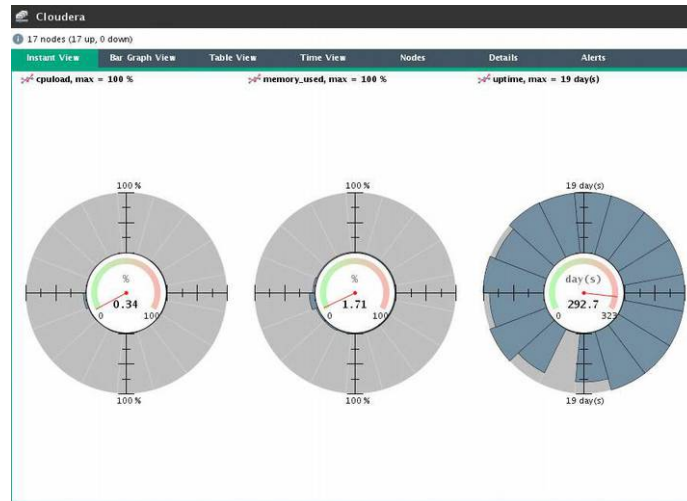 Cloudera
17 nodes (17 up, 0 down)
Instant View Bar Graph View Table View Time View Nodes Details Alerts
cpuload, max = 100 % memory_used, max = 100 % uptime, max = 19 day(s)
100 % 100 % 19 day(s)
% % day(s)
0.34 1.71 292.7
0 100 0 100 0 323
100 % 100 % 19 day(s)